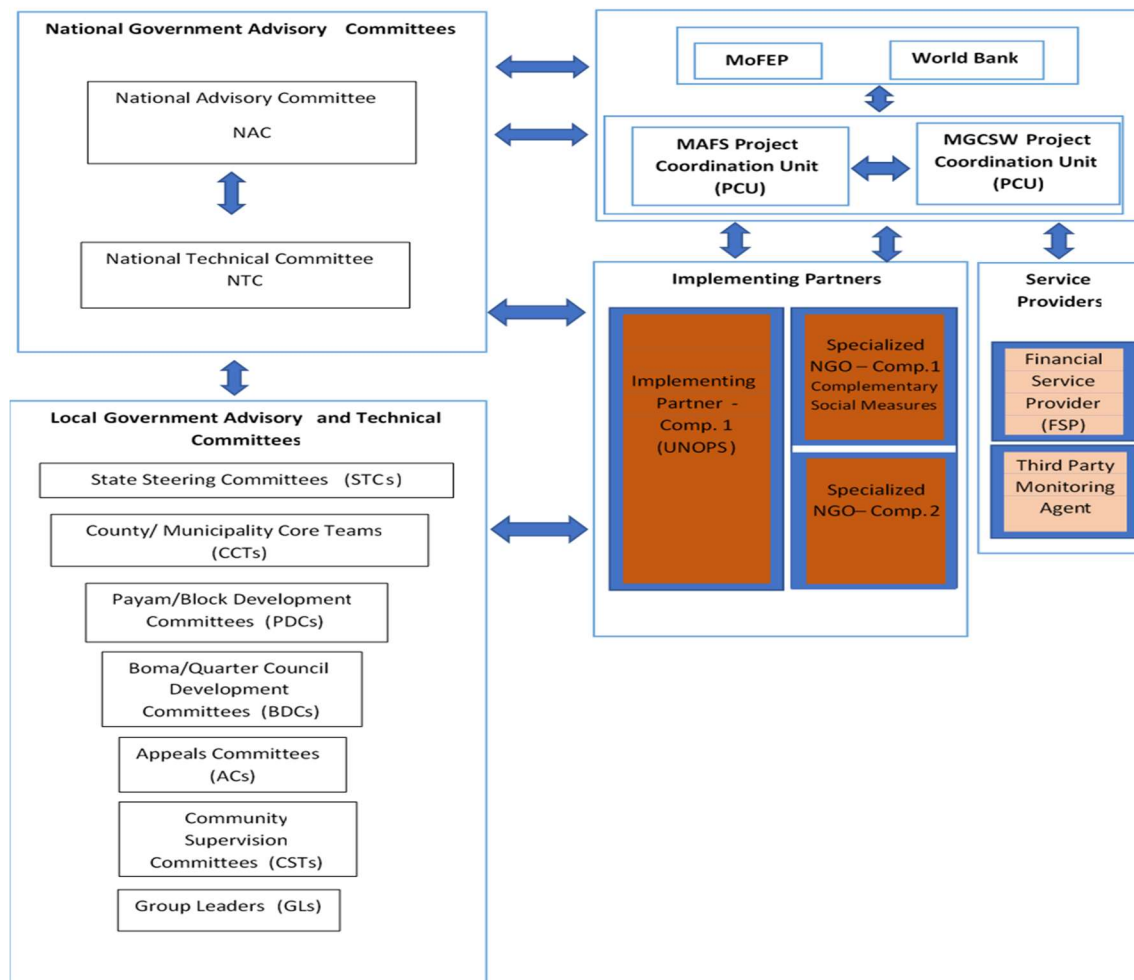 National Government Advisory Committees
National Advisory Committee
NAC
National Technical Committee
NTC
MoFEP
World Bank
MAFS Project
Coordination Unit
(PCU)
MGCSW Project
Coordination Unit
(PCU)
Implementing Partners
Implementing
Partner -
Comp. 1
(UNOPS)
Specialized
NGO – Comp.1
Complementary
Social Measures
Specialized
NGO– Comp.2
Service
Providers
Financial
Service
Provider
(FSP)
Third Party
Monitoring
Agent
Local Government Advisory and Technical
Committees
State Steering Committees (STCs)
County/ Municipality Core Teams
(CCTs)
Payam/Block Development
Committees (PDCs)
Boma/Quarter Council
Development
Committees (BDCs)
Appeals Committees
(ACs)
Community
Supervision
Committees (CSTs)
Group Leaders (GLs)